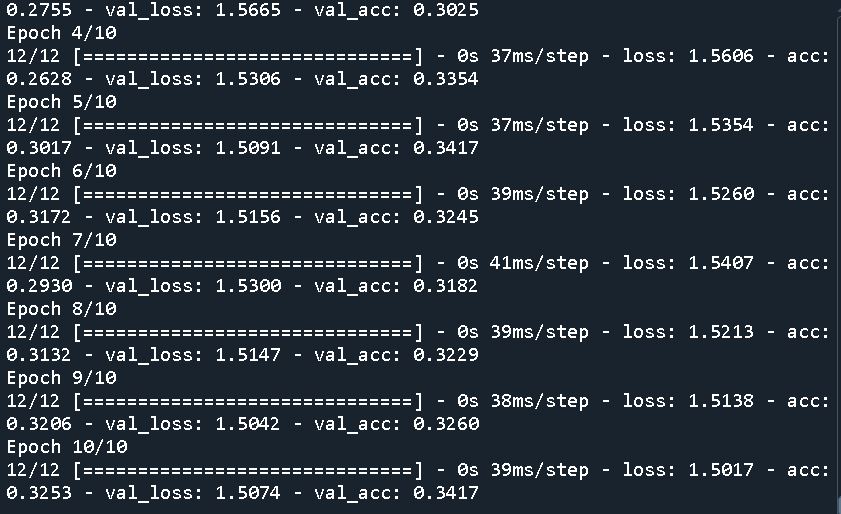 0.2755 - val_loss: 1.5665 - val_acc: 0.3025
Epoch 4/10
12/12 [==============================] - 0s 37ms/step - loss: 1.5606 - acc:
0.2628 - val_loss: 1.5306 - val_acc: 0.3354
Epoch 5/10
12/12 [==============================] - 0s 37ms/step - loss: 1.5354 - acc:
0.3017 - val_loss: 1.5091 - val_acc: 0.3417
Epoch 6/10
12/12 [==============================] - 0s 39ms/step - loss: 1.5260 - acc:
0.3172 - val_loss: 1.5156 - val_acc: 0.3245
Epoch 7/10
12/12 [==============================] - 0s 41ms/step - loss: 1.5407 - acc:
0.2930 - val_loss: 1.5300 - val_acc: 0.3182
Epoch 8/10
12/12 [==============================] - 0s 39ms/step - loss: 1.5213 - acc:
0.3132 - val_loss: 1.5147 - val_acc: 0.3229
Epoch 9/10
12/12 [==============================] - 0s 38ms/step - loss: 1.5138 - acc:
0.3206 - val_loss: 1.5042 - val_acc: 0.3260
Epoch 10/10
12/12 [==============================] - 0s 39ms/step - loss: 1.5017 - acc:
0.3253 - val_loss: 1.5074 - val_acc: 0.3417